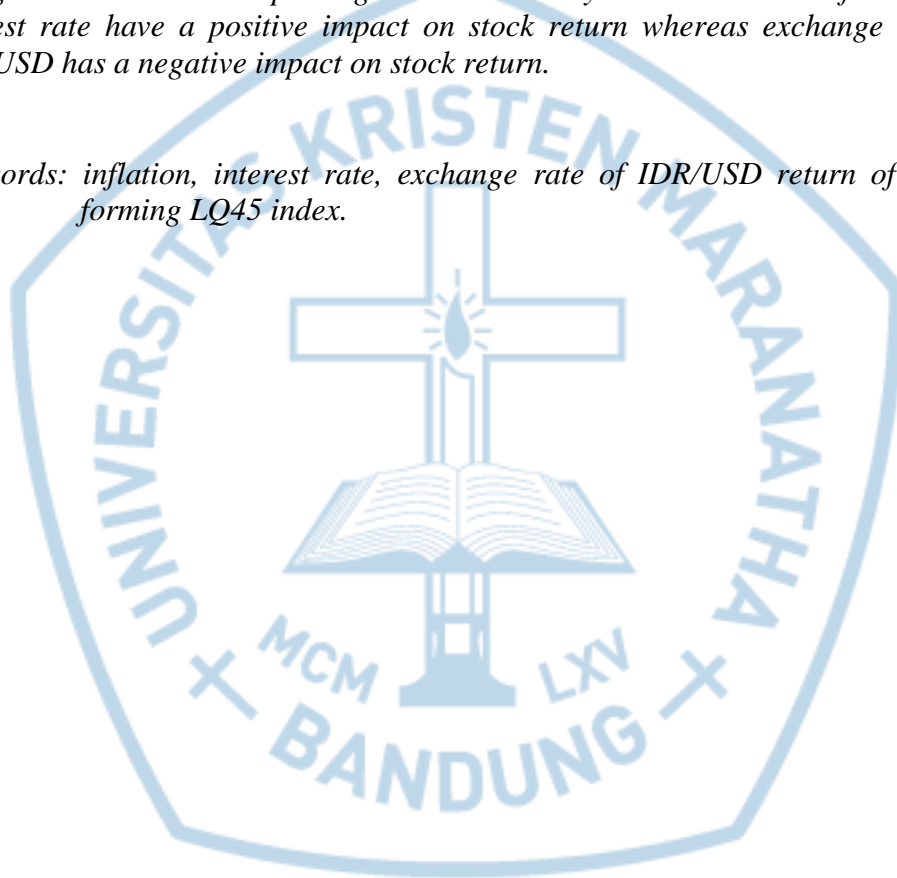 est rate have a positive impact on stock return whereas exchange
USD has a negative impact on stock return.
ords: inflation, interest rate, exchange rate of IDR/USD return of
forming LQ45 index.
UNIVERSITAS KRISTEN MARANATHA
MCM LXV
BANDUNG